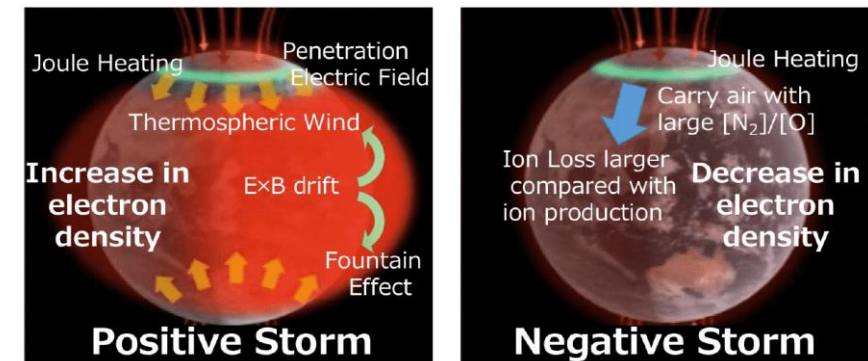 Joule Heating
Penetration
Electric Field
Thermospheric Wind
Increase in
electron
density
E×B drift
Fountain
Effect
Positive Storm
Joule Heating
Carry air with
large [N₂]/[O]
Ion Loss larger
compared with
ion production
Decrease in
electron
density
Negative Storm